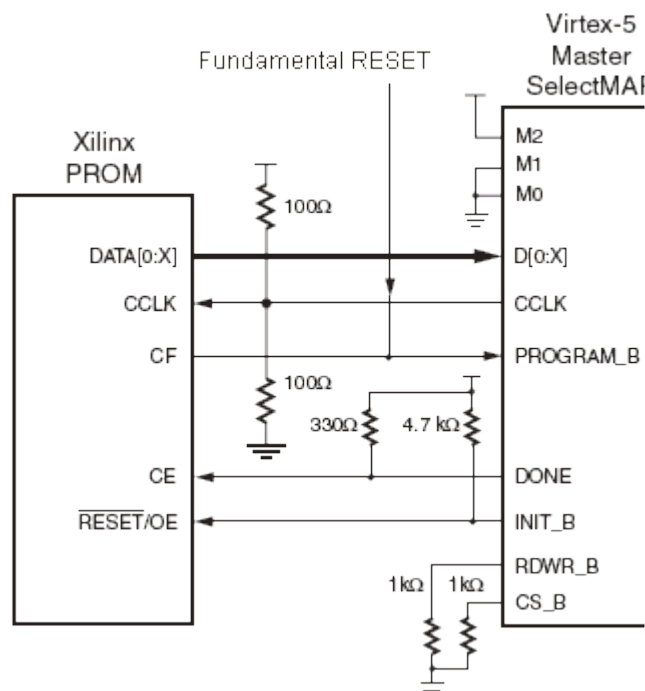 Virtex-5
Master
SelectMAP
Fundamental RESET
Xilinx
PROM
M2
M1
M0
100Ω
DATA[0:X]
D[0:X]
CCLK
CCLK
CF
PROGRAM_B
100Ω
330Ω
4.7 kΩ
CE
DONE
RESET/OE
INIT_B
RDWR_B
1kΩ
1kΩ
CS_B